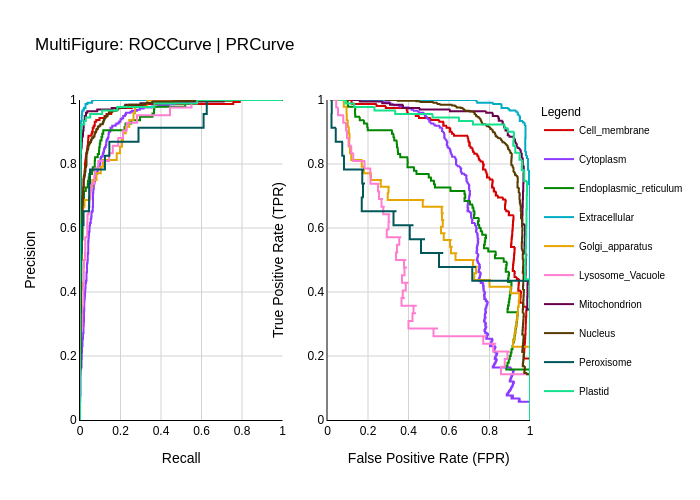 MultiFigure: ROCCurve | PRCurve
1
0.8
0.6
0.4
0.2
0
0
0.2
0.4
0.6
0.8
1
Precision
Recall
1
0.8
0.6
0.4
0.2
0
0
0.2
0.4
0.6
0.8
1
True Positive Rate (TPR)
False Positive Rate (FPR)
Legend
Cell_membrane
Cytoplasm
Endoplasmic_reticulum
Extracellular
Golgi_apparatus
Lysosome_Vacuole
Mitochondrion
Nucleus
Peroxisome
Plastid